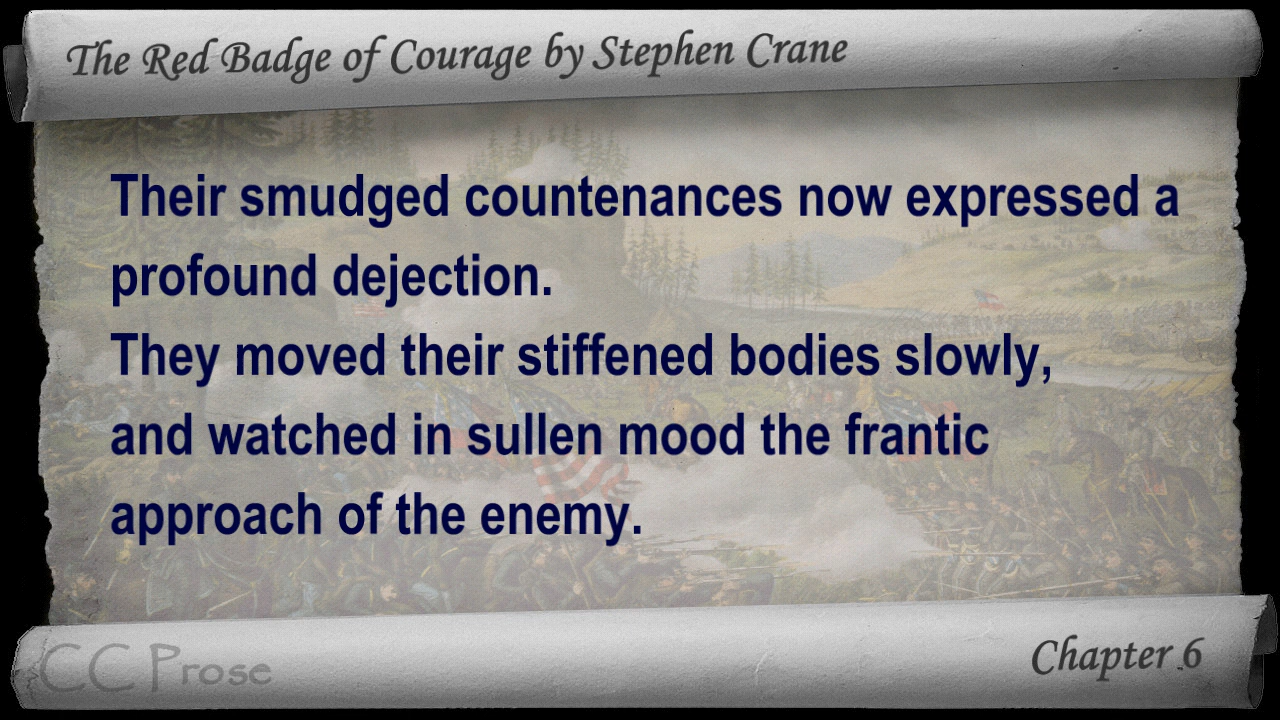 The Red Badge of Courage by Stephen Crane
Their smudged countenances now expressed a
profound dejection.
They moved their stiffened bodies slowly,
and watched in sullen mood the frantic
approach of the enemy.
CC Prose
Chapter 6